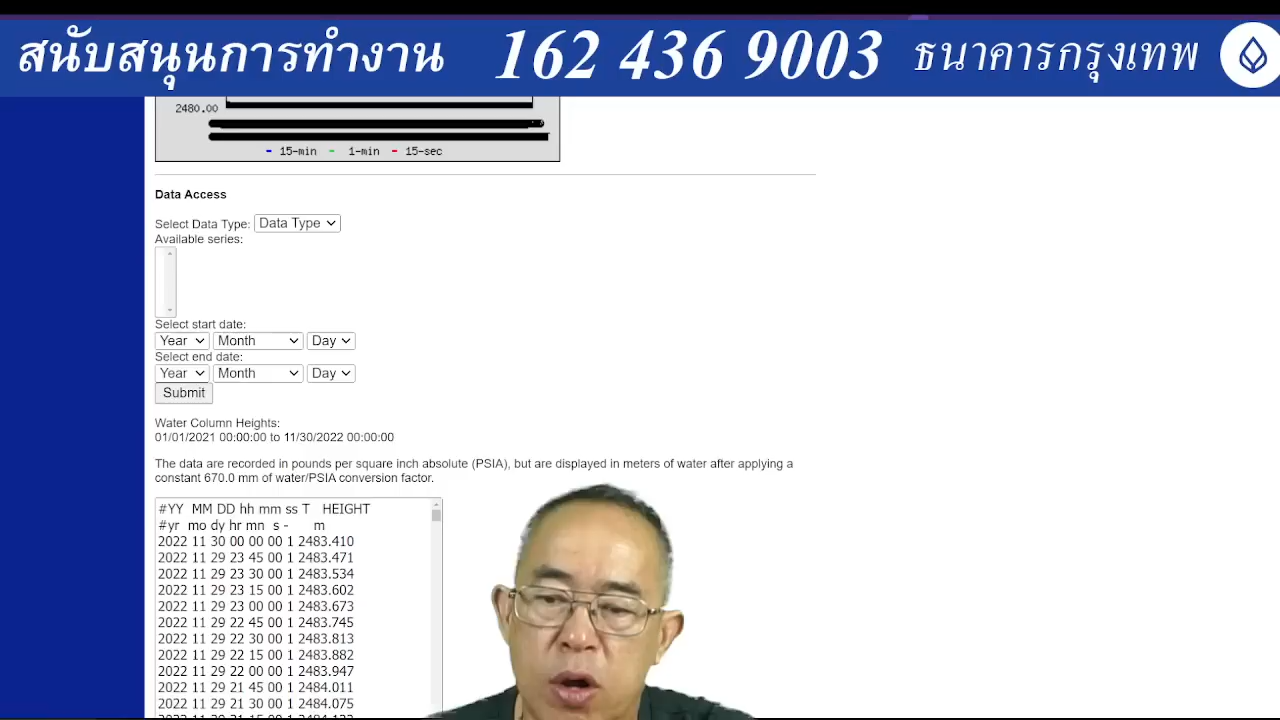 สนับสนุนการทำงาน 162 436 9003 ธนาคารกรุงเทพ
2480.00
15-min 1-min 15-sec
Data Access
Select Data Type: Data Type
Available series:
Select start date:
Year Month Day
Select end date:
Year Month Day
Submit
Water Column Heights:
01/01/2021 00:00:00 to 11/30/2022 00:00:00
The data are recorded in pounds per square inch absolute (PSIA), but are displayed in meters of water after applying a
constant 670.0 mm of water/PSIA conversion factor.
#YY MM DD hh mm ss T HEIGHT
#yr mo dy hr mn s - m
2022 11 30 00 00 00 1 2483.410
2022 11 29 23 45 00 1 2483.471
2022 11 29 23 30 00 1 2483.534
2022 11 29 23 15 00 1 2483.602
2022 11 29 23 00 00 1 2483.673
2022 11 29 22 45 00 1 2483.745
2022 11 29 22 30 00 1 2483.813
2022 11 29 22 15 00 1 2483.882
2022 11 29 22 00 00 1 2483.947
2022 11 29 21 45 00 1 2484.011
2022 11 29 21 30 00 1 2484.075